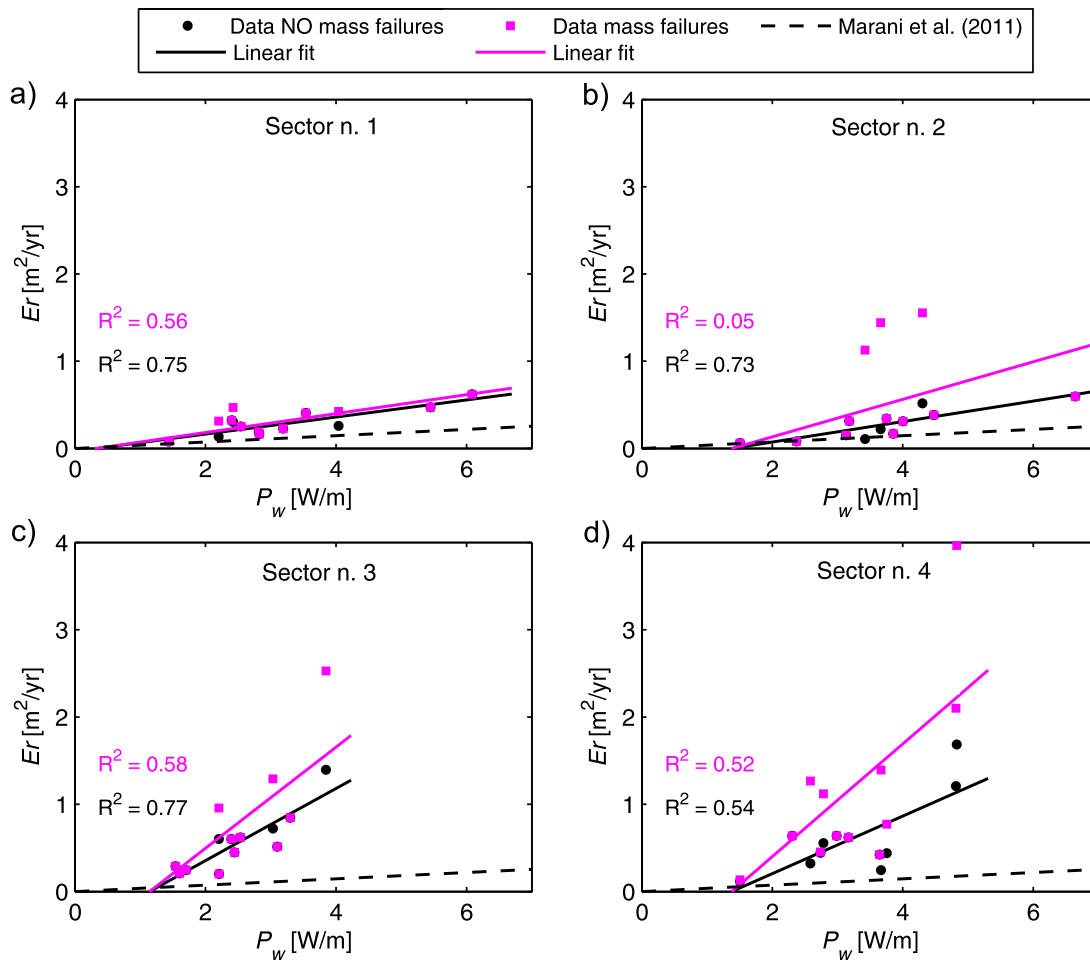 Data NO mass failures Data mass failures Marani et al. (2011)
Linear fit Linear fit
a)
Sector n. 1
4
3
2
1
0
Er [m²/yr]
R² = 0.56
R² = 0.75
0 2 4 6
P_w [W/m]
b)
Sector n. 2
4
3
2
1
0
Er [m²/yr]
R² = 0.05
R² = 0.73
0 2 4 6
P_w [W/m]
c)
Sector n. 3
4
3
2
1
0
Er [m²/yr]
R² = 0.58
R² = 0.77
0 2 4 6
P_w [W/m]
d)
Sector n. 4
4
3
2
1
0
Er [m²/yr]
R² = 0.52
R² = 0.54
0 2 4 6
P_w [W/m]